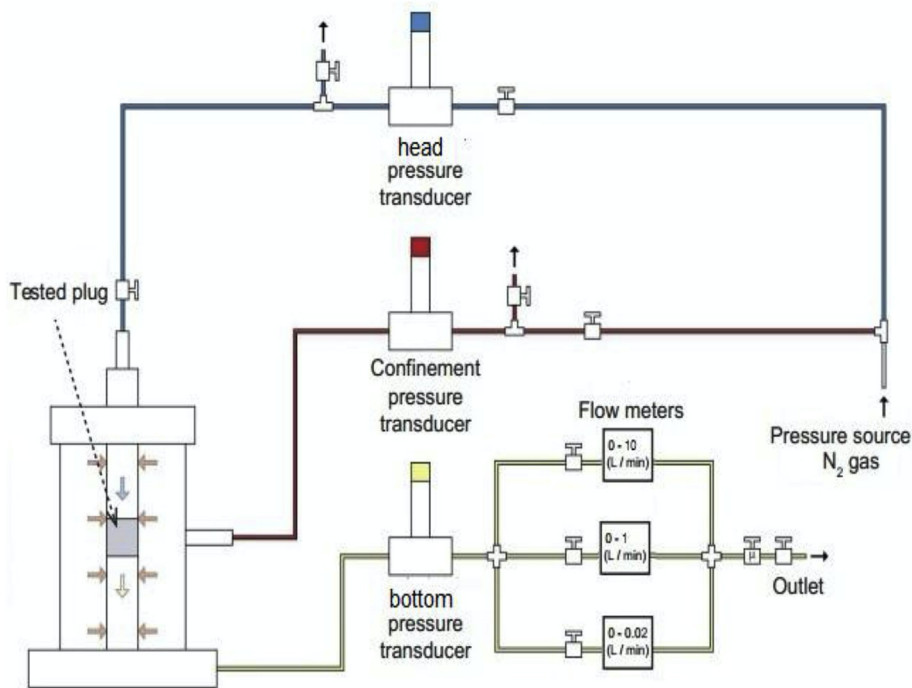 head
pressure
transducer
Tested plug
Confinement
pressure
transducer
Flow meters
Pressure source
N₂ gas
0 - 10
(L / min)
0 - 1
(L / min)
μ
Outlet
bottom
pressure
transducer
0 - 0.02
(L / min)